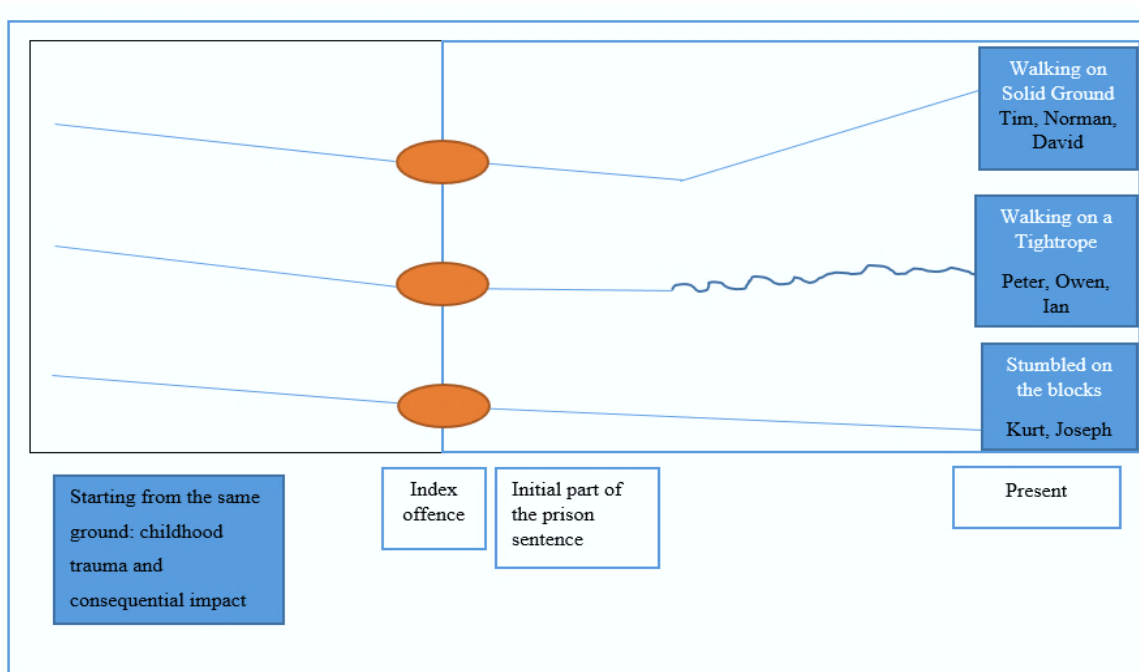 Walking on
Solid Ground
Tim, Norman,
David
Walking on a
Tightrope
Peter, Owen,
Ian
Stumbled on
the blocks
Kurt, Joseph
Starting from the same
ground: childhood
trauma and
consequential impact
Index
offence
Initial part of
the prison
sentence
Present